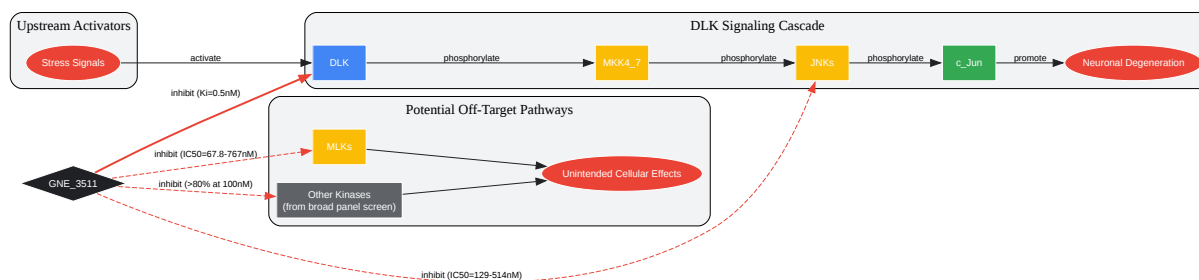 Upstream Activators
DLK Signaling Cascade
Stress Signals
activate
DLK
phosphorylate
MKK4_7
phosphorylate
JNKs
phosphorylate
c_Jun
promote
Neuronal Degeneration
inhibit (Ki=0.5nM)
Potential Off-Target Pathways
inhibit (IC50=67.8-767nM)
MLKs
Unintended Cellular Effects
GNE_3511
inhibit (>80% at 100nM)
Other Kinases
(from broad panel screen)
inhibit (IC50=129-514nM)